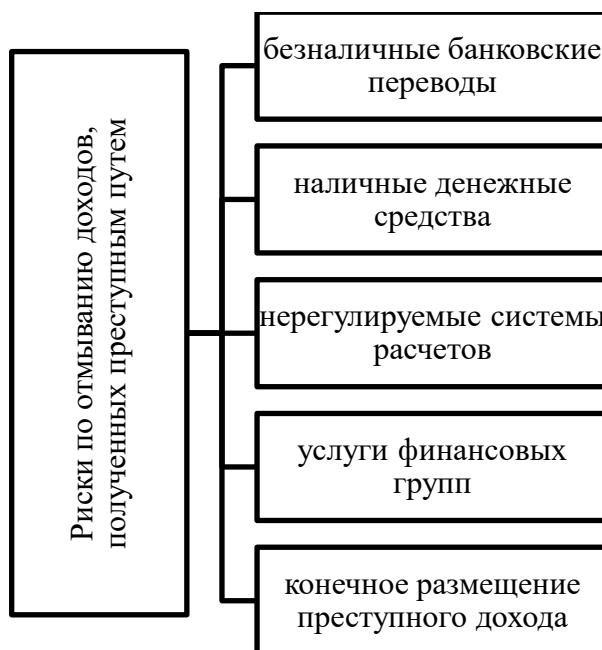 Риски по отмыванию доходов,
полученных преступным путем
безналичные банковские
переводы
наличные денежные
средства
нерегулируемые системы
расчетов
услуги финансовых
групп
конечное размещение
преступного дохода